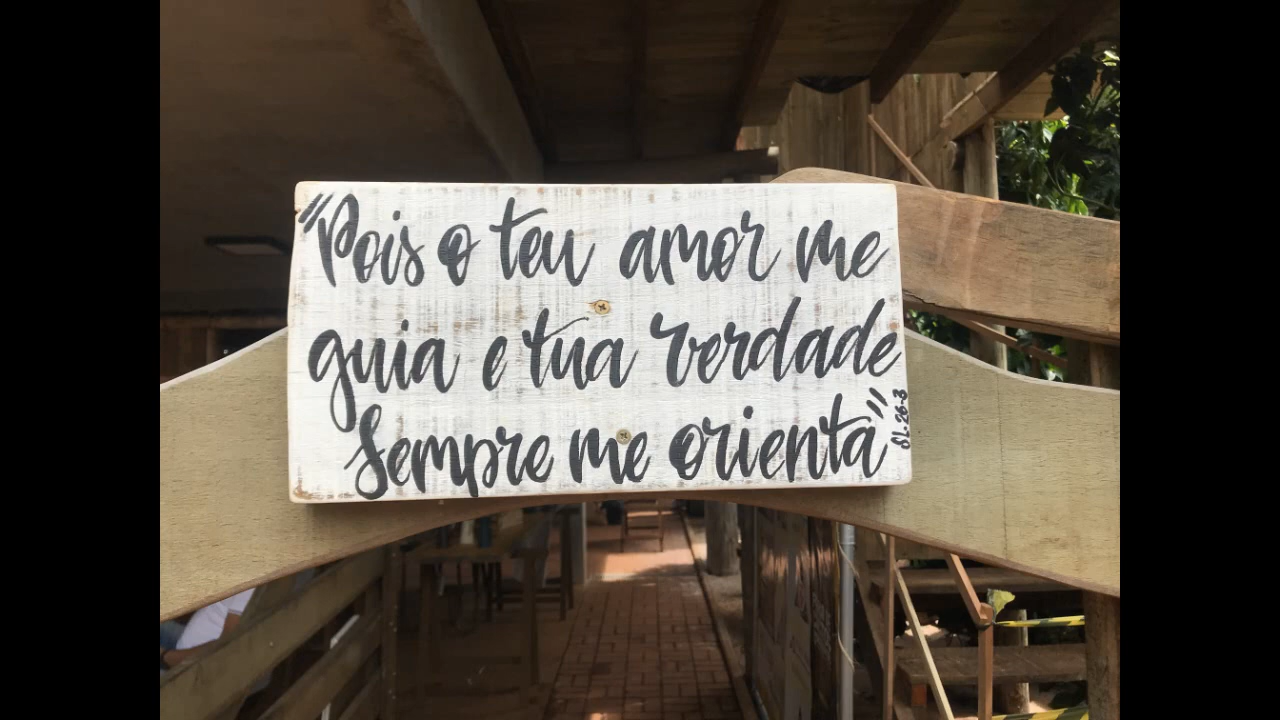 "Pois o teu amor me
guia e tua verdade
Sempre me orienta"
SL. 26-3